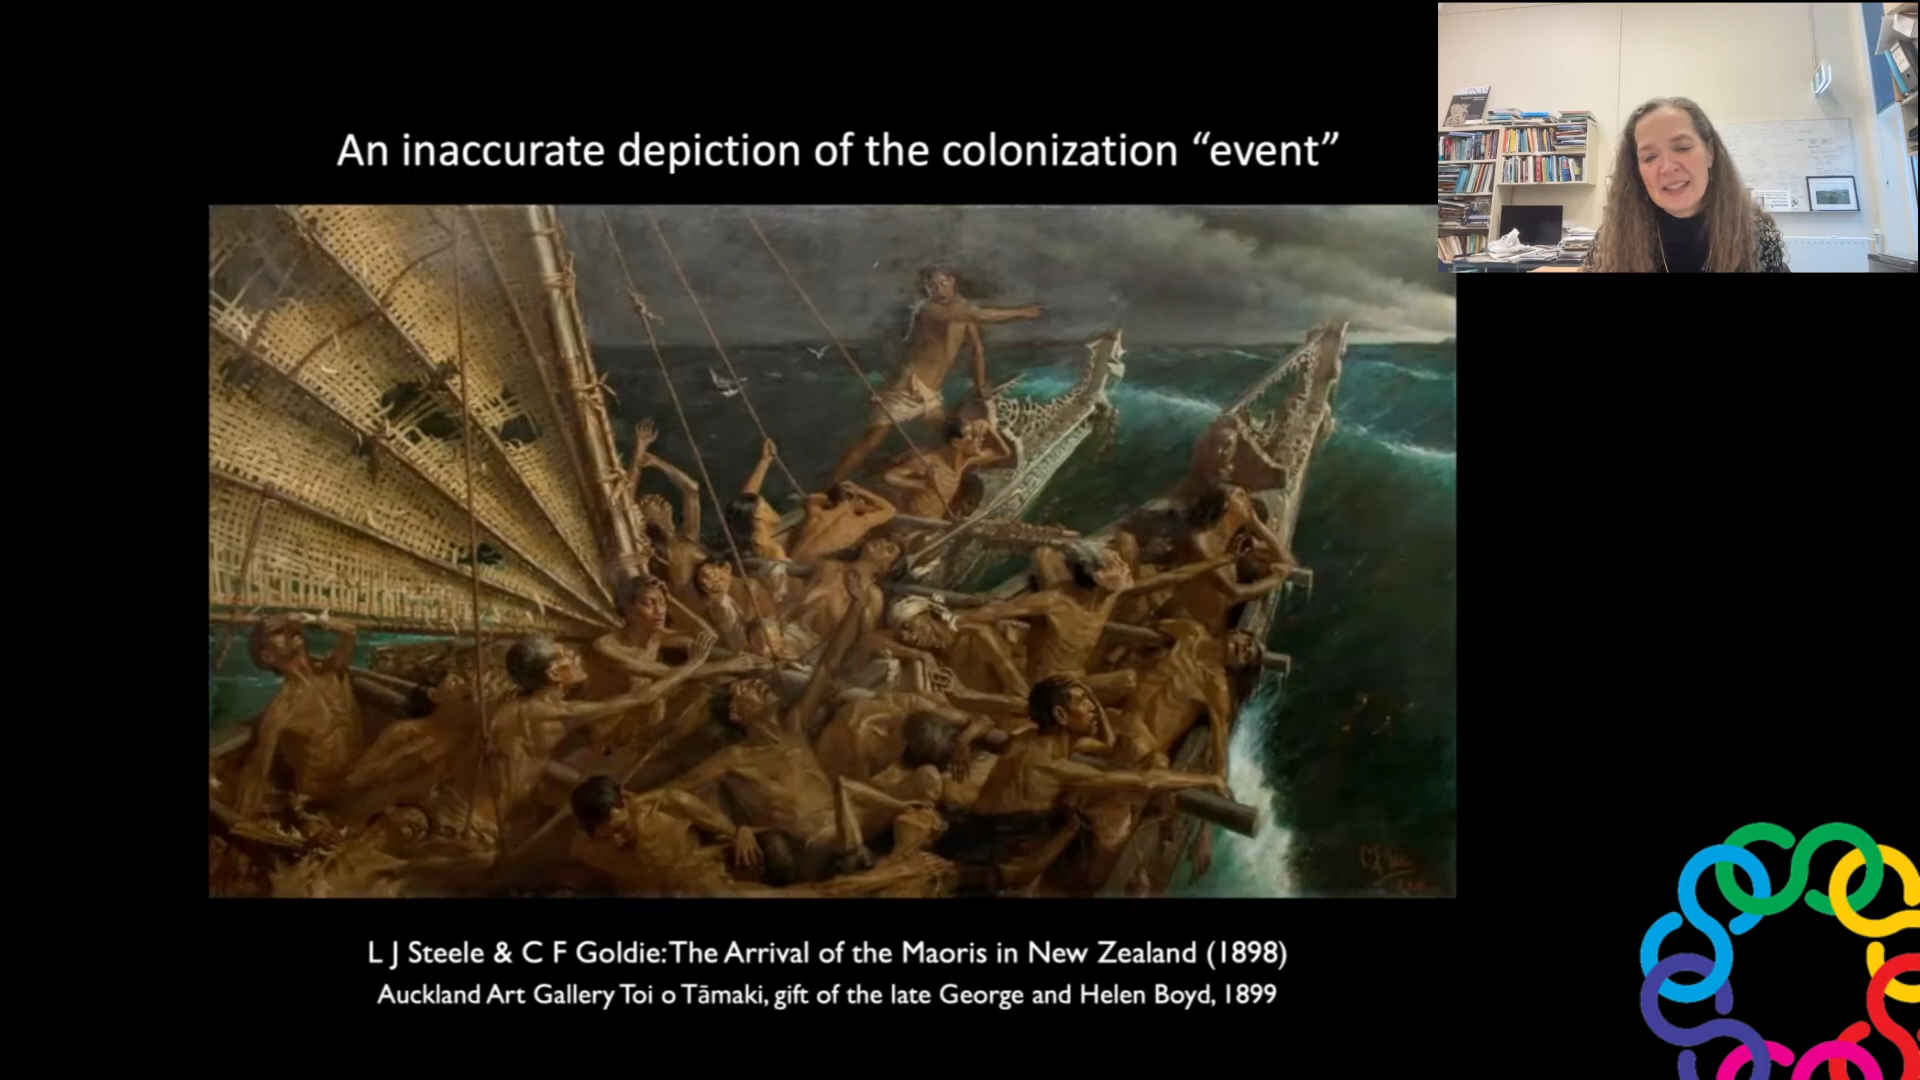 An inaccurate depiction of the colonization “event”
L J Steele & C F Goldie: The Arrival of the Maoris in New Zealand (1898)
Auckland Art Gallery Toi o Tāmaki, gift of the late George and Helen Boyd, 1899